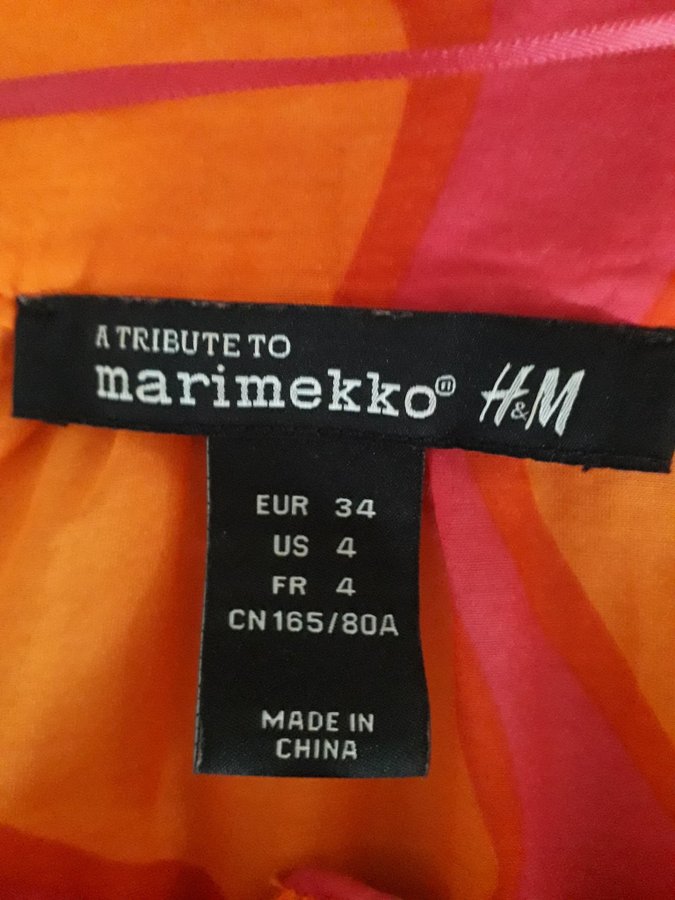 A TRIBUTE TO
marimekko® H&M
EUR 34
US 4
FR 4
CN 165/80A
MADE IN
CHINA